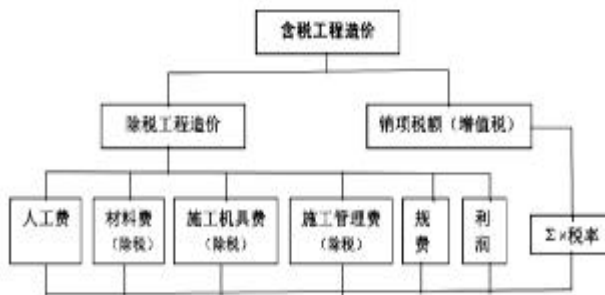 含税工程造价
除税工程造价
销项税额（增值税）
人工费
材料费
（除税）
施工机具费
（除税）
施工管理费
（除税）
规
费
利
润
Σ×税率